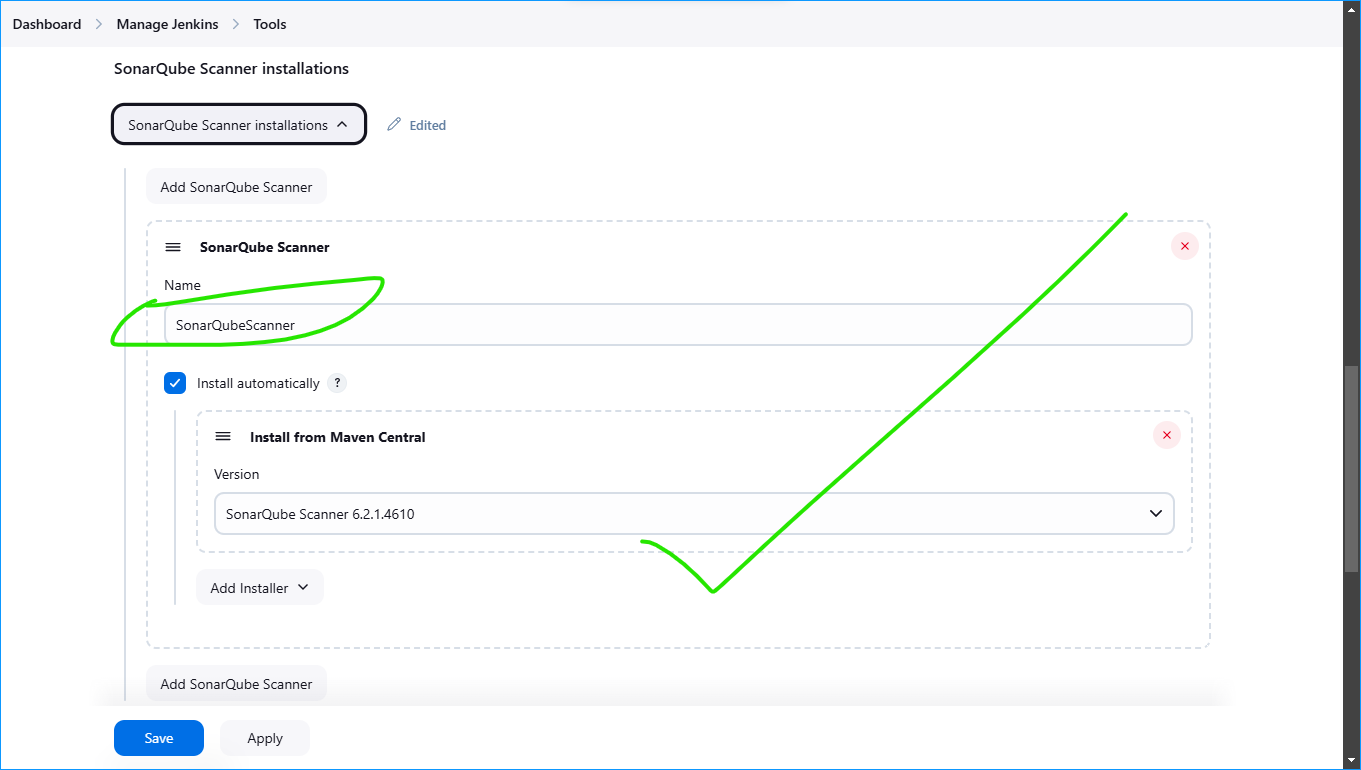 Dashboard > Manage Jenkins > Tools
SonarQube Scanner installations
SonarQube Scanner installations
Edited
Add SonarQube Scanner
SonarQube Scanner
Name
SonarQubeScanner
Install automatically ?
Install from Maven Central
Version
SonarQube Scanner 6.2.1.4610
Add Installer
Add SonarQube Scanner
Save
Apply